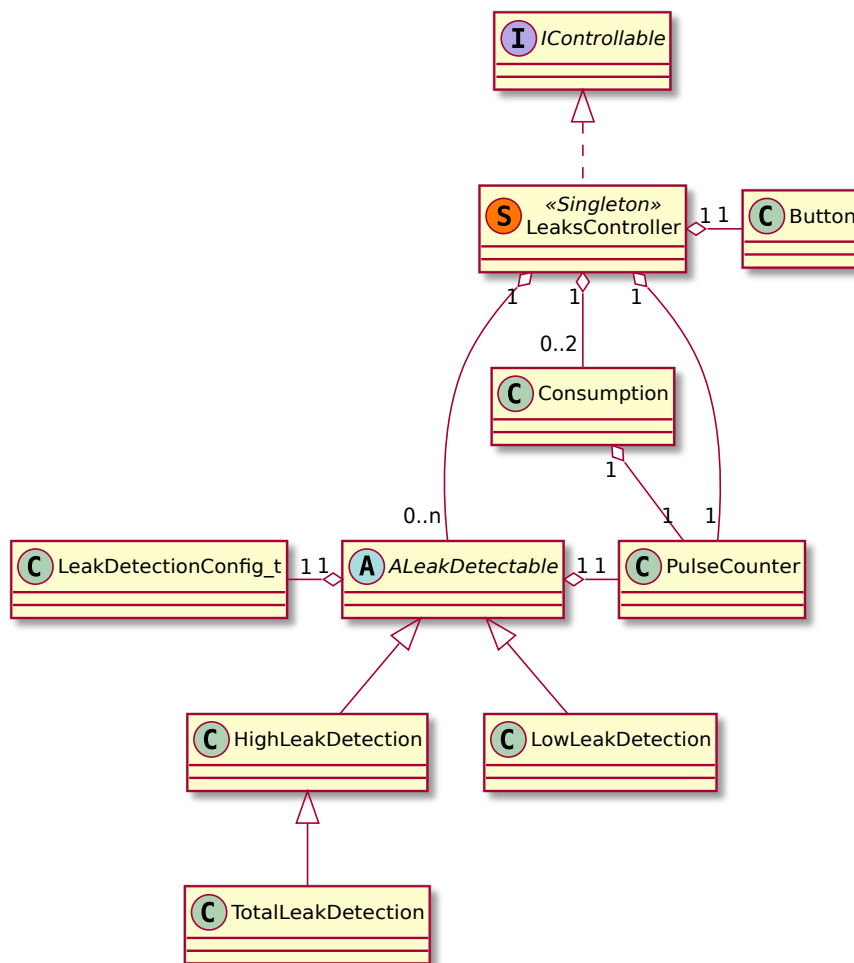 I IControllable
S «Singleton»
LeaksController
1 1
C Button
1 1 1
0..2
C Consumption
1
0..n 1 1
C LeakDetectionConfig_t
1 1
A ALeakDetectable
1 1
C PulseCounter
C HighLeakDetection
C LowLeakDetection
C TotalLeakDetection